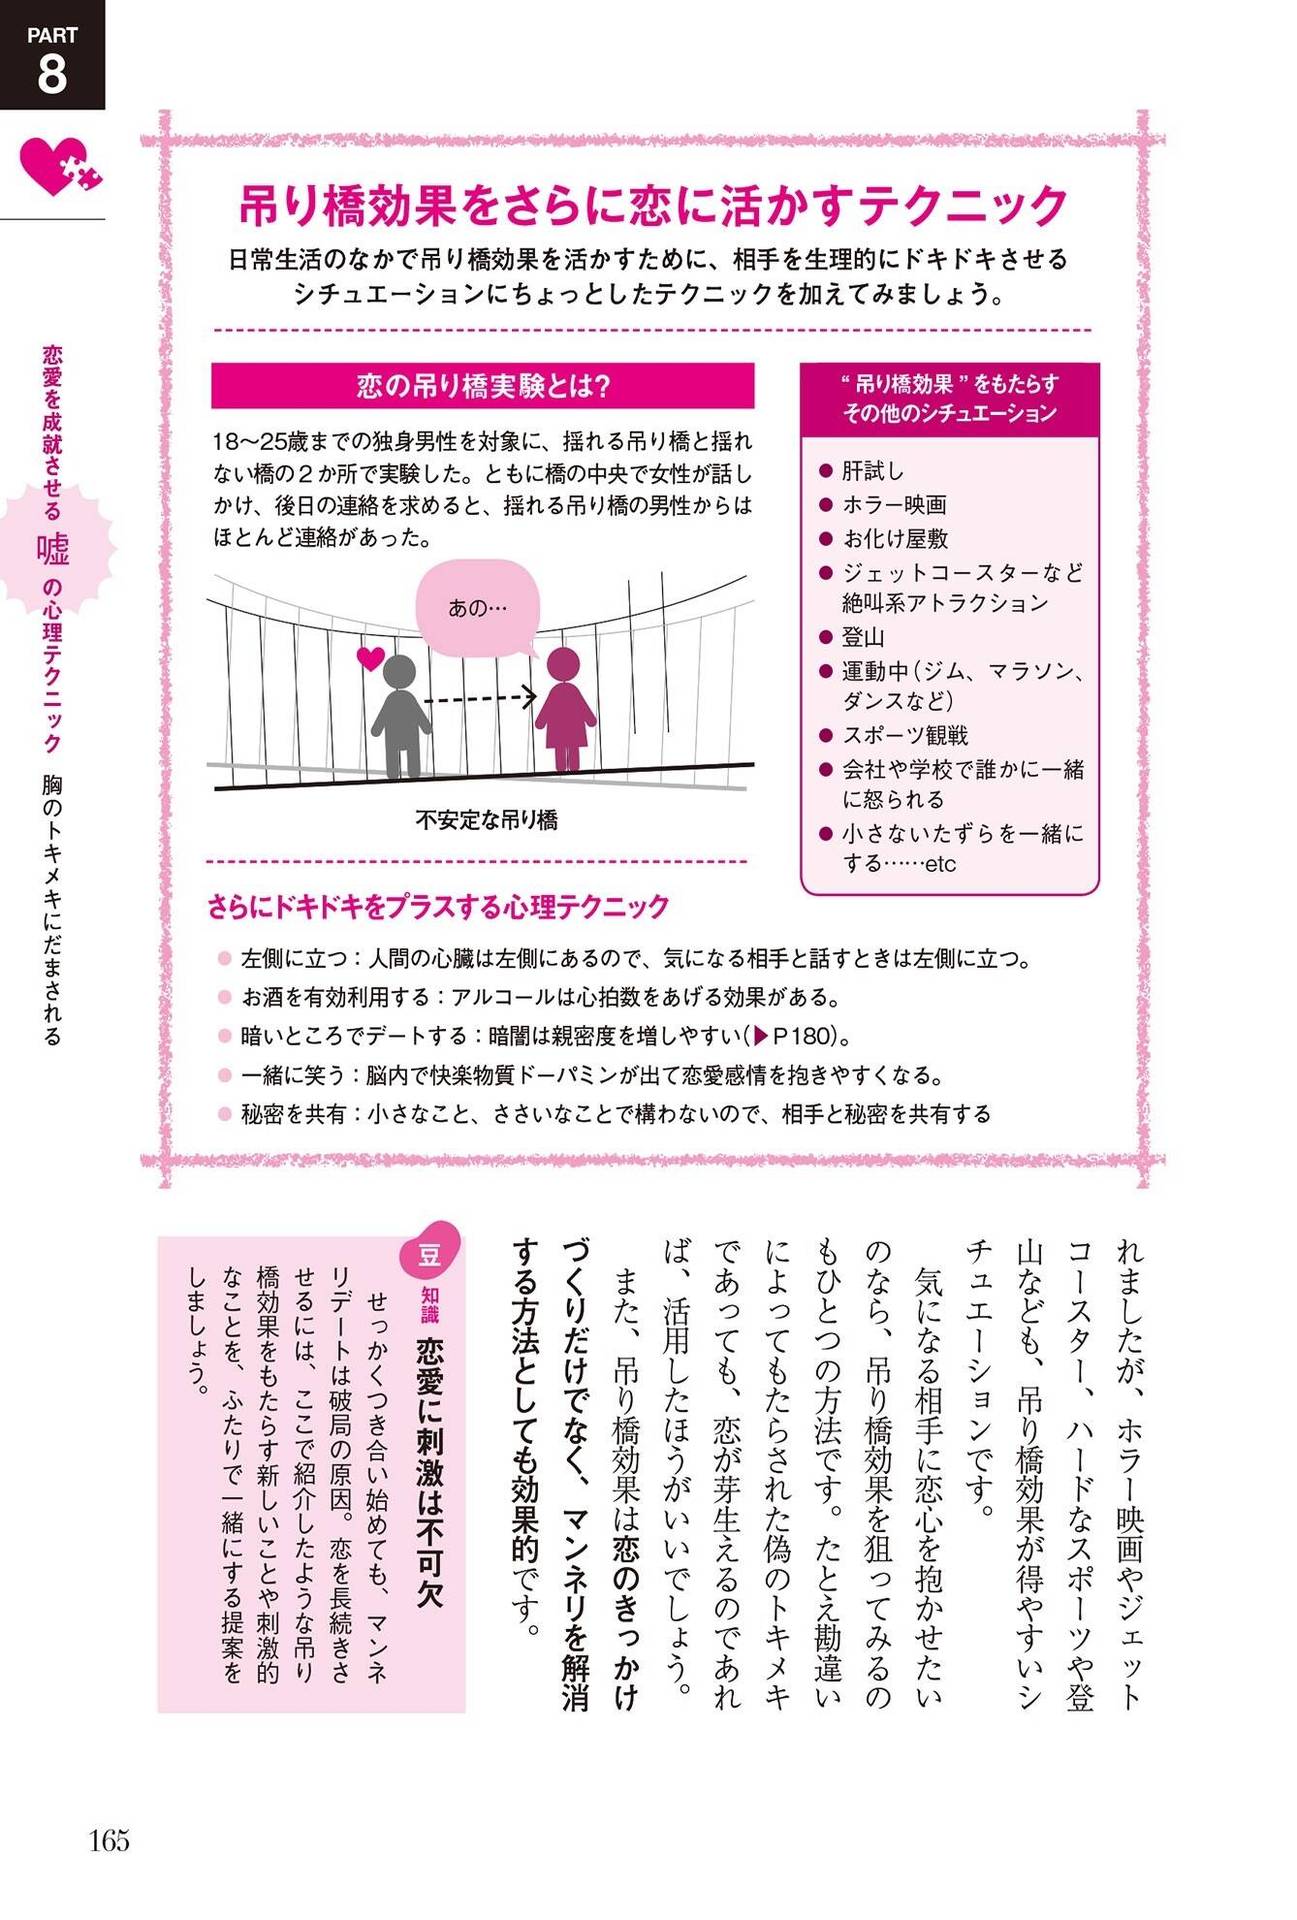 PART
8
恋愛を成就させる 嘘 の心理テクニック 胸のトキメキにだまされる
吊り橋効果をさらに恋に活かすテクニック
日常生活のなかで吊り橋効果を活かすために、相手を生理的にドキドキさせる
シチュエーションにちょっとしたテクニックを加えてみましょう。
恋の吊り橋実験とは?
18〜25歳までの独身男性を対象に、揺れる吊り橋と揺れ
ない橋の2か所で実験した。ともに橋の中央で女性が話し
かけ、後日の連絡を求めると、揺れる吊り橋の男性からは
ほとんど連絡があった。
あの…
不安定な吊り橋
“吊り橋効果”をもたらす
その他のシチュエーション
● 肝試し
● ホラー映画
● お化け屋敷
● ジェットコースターなど
絶叫系アトラクション
● 登山
● 運動中(ジム、マラソン、
ダンスなど)
● スポーツ観戦
● 会社や学校で誰かに一緒
に怒られる
● 小さないたずらを一緒に
する……etc
さらにドキドキをプラスする心理テクニック
● 左側に立つ：人間の心臓は左側にあるので、気になる相手と話すときは左側に立つ。
● お酒を有効利用する：アルコールは心拍数をあげる効果がある。
● 暗いところでデートする：暗闇は親密度を増しやすい(▶P180)。
● 一緒に笑う：脳内で快楽物質ドーパミンが出て恋愛感情を抱きやすくなる。
● 秘密を共有：小さなこと、ささいなことで構わないので、相手と秘密を共有する
れましたが、ホラー映画やジェット
コースター、ハードなスポーツや登
山なども、吊り橋効果が得やすいシ
チュエーションです。
気になる相手に恋心を抱かせたい
のなら、吊り橋効果を狙ってみるの
もひとつの方法です。たとえ勘違い
によってもたらされた偽のトキメキ
であっても、恋が芽生えるのであれ
ば、活用したほうがいいでしょう。
また、吊り橋効果は恋のきっかけ
づくりだけでなく、マンネリを解消
する方法としても効果的です。
豆知識 恋愛に刺激は不可欠
せっかくつき合い始めても、マンネ
リデートは破局の原因。恋を長続きさ
せるには、ここで紹介したような吊り
橋効果をもたらす新しいことや刺激的
なことを、ふたりで一緒にする提案を
しましょう。
165